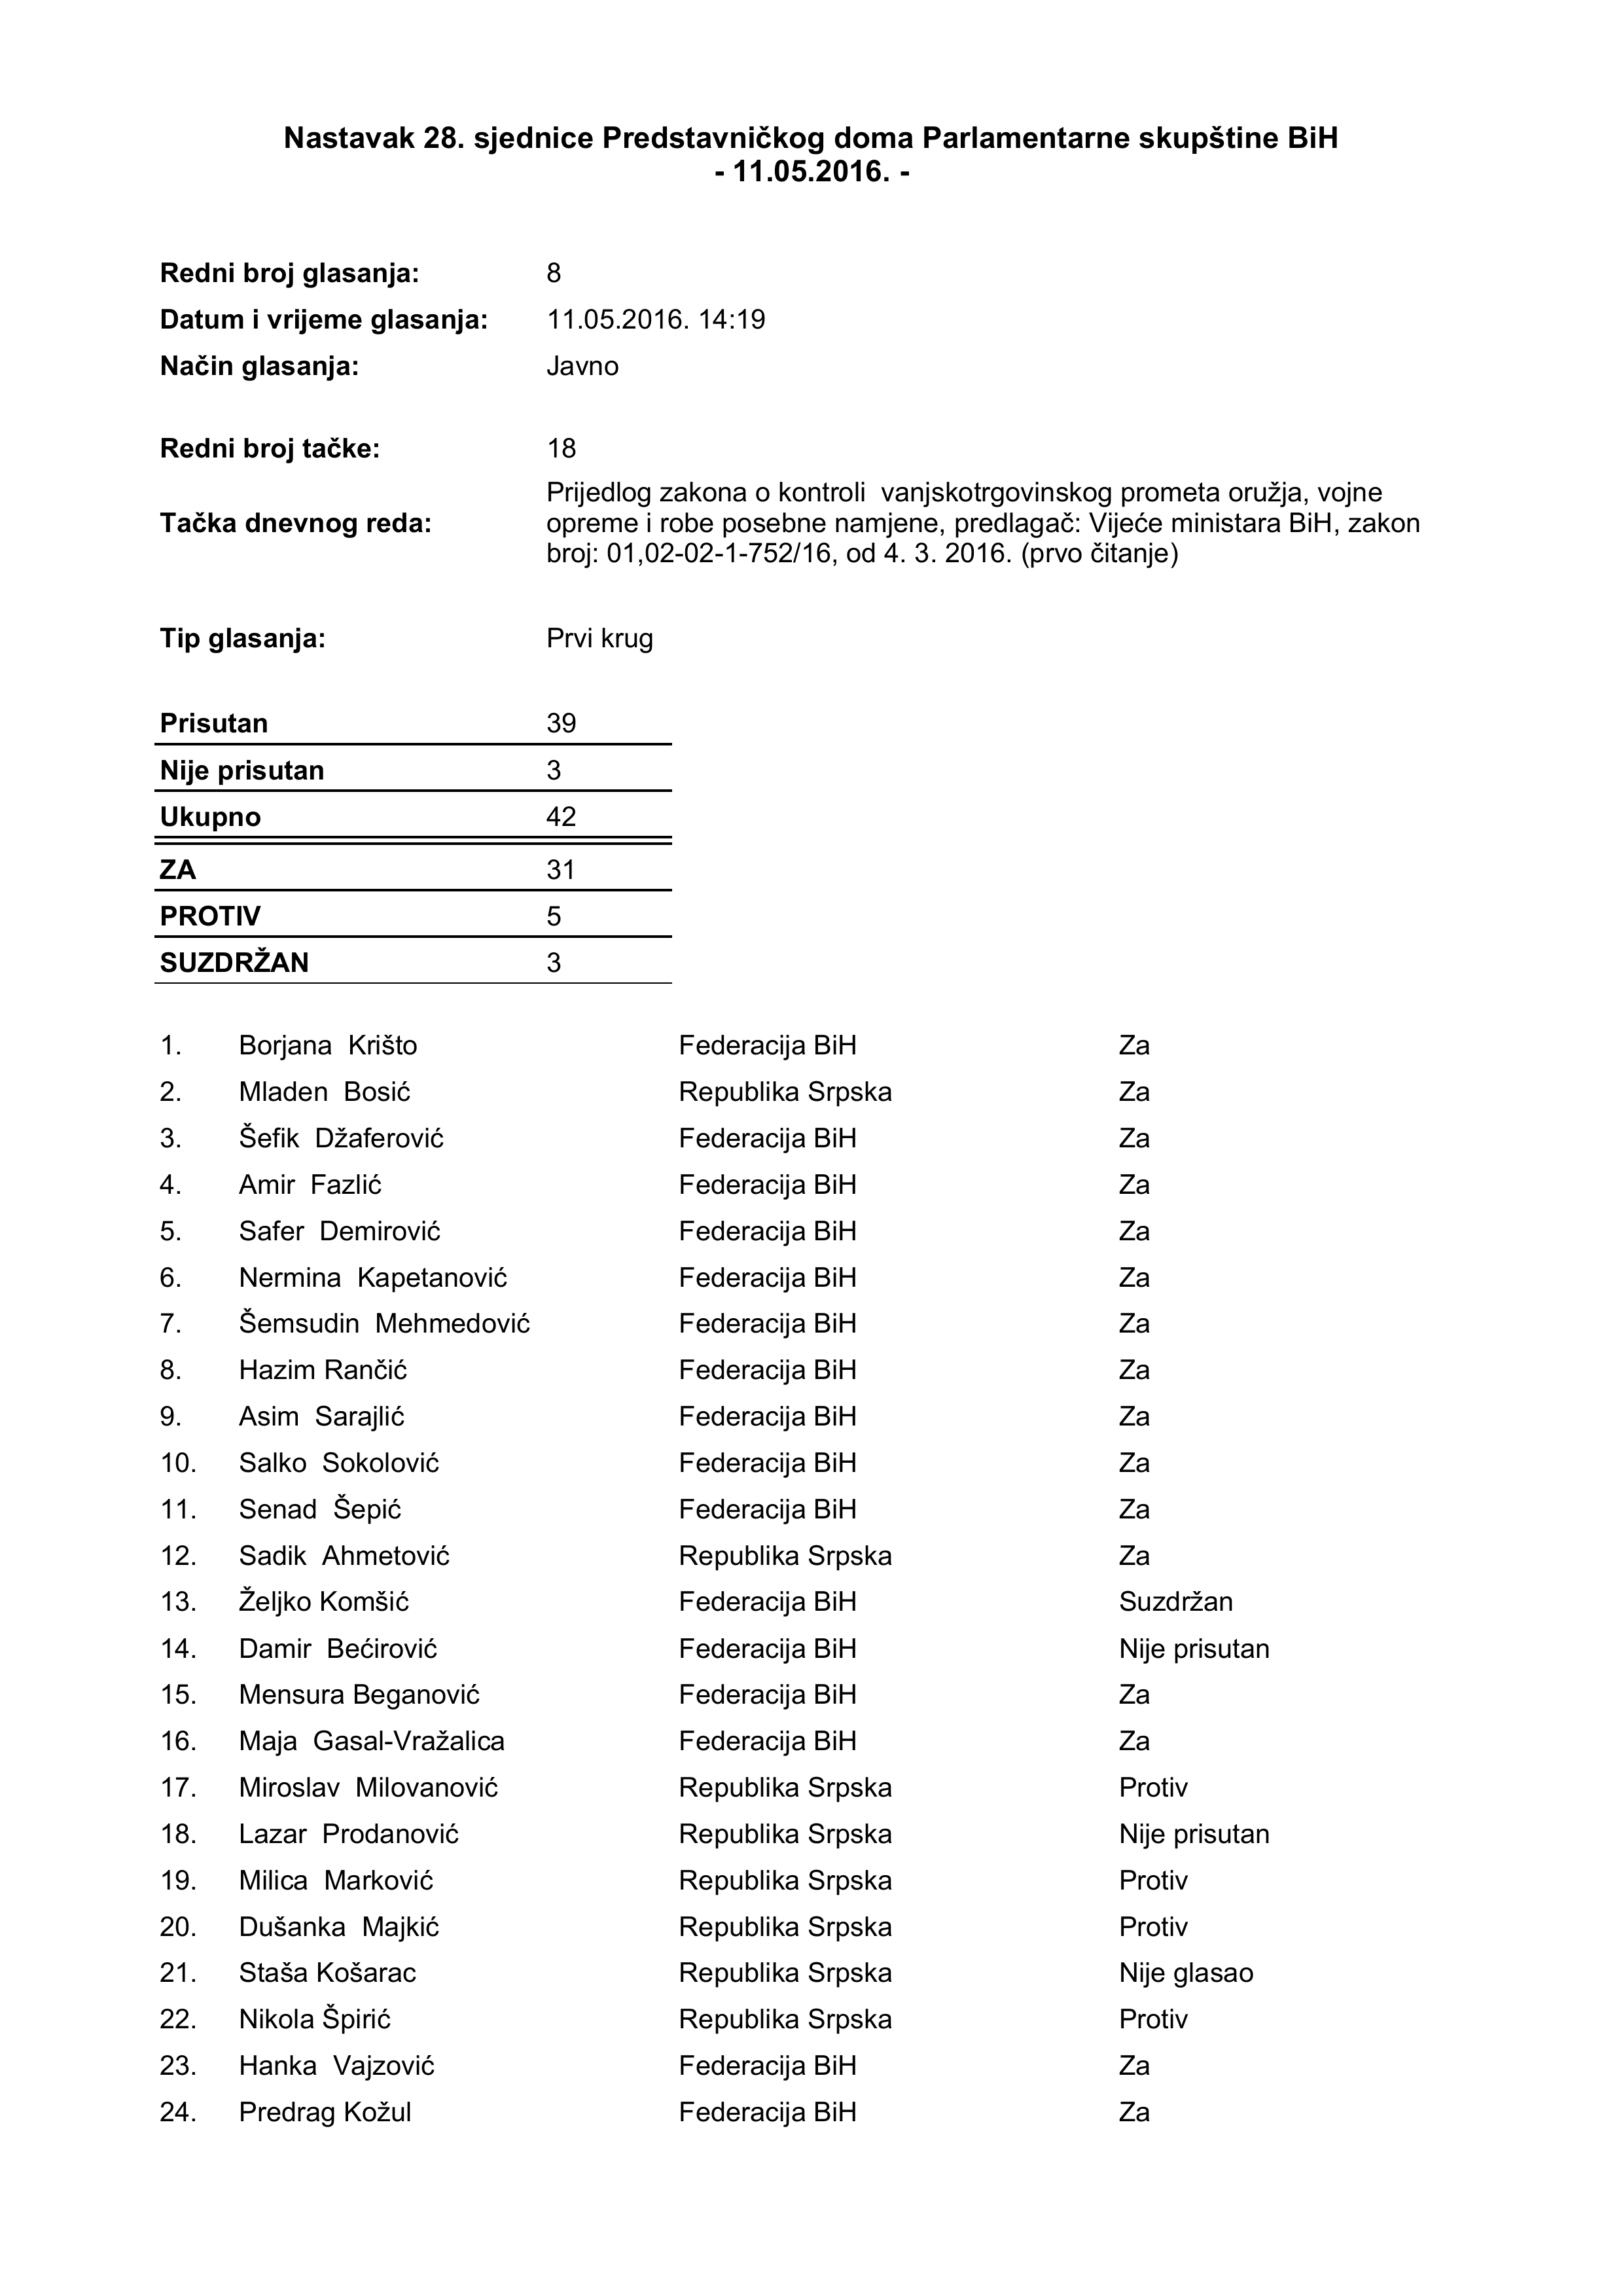 Nastavak 28. sjednice Predstavničkog doma Parlamentarne skupštine BiH
- 11.05.2016. -
Redni broj glasanja: 8
Datum i vrijeme glasanja: 11.05.2016. 14:19
Način glasanja: Javno
Redni broj tačke: 18
Tačka dnevnog reda: Prijedlog zakona o kontroli vanjskotrgovinskog prometa oružja, vojne
opreme i robe posebne namjene, predlagač: Vijeće ministara BiH, zakon
broj: 01,02-02-1-752/16, od 4. 3. 2016. (prvo čitanje)
Tip glasanja: Prvi krug
Prisutan 39
Nije prisutan 3
Ukupno 42
ZA 31
PROTIV 5
SUZDRŽAN 3
1. Borjana Krišto Federacija BiH Za
2. Mladen Bosić Republika Srpska Za
3. Šefik Džaferović Federacija BiH Za
4. Amir Fazlić Federacija BiH Za
5. Safer Demirović Federacija BiH Za
6. Nermina Kapetanović Federacija BiH Za
7. Šemsudin Mehmedović Federacija BiH Za
8. Hazim Rančić Federacija BiH Za
9. Asim Sarajlić Federacija BiH Za
10. Salko Sokolović Federacija BiH Za
11. Senad Šepić Federacija BiH Za
12. Sadik Ahmetović Republika Srpska Za
13. Željko Komšić Federacija BiH Suzdržan
14. Damir Bećirović Federacija BiH Nije prisutan
15. Mensura Beganović Federacija BiH Za
16. Maja Gasal-Vražalica Federacija BiH Za
17. Miroslav Milovanović Republika Srpska Protiv
18. Lazar Prodanović Republika Srpska Nije prisutan
19. Milica Marković Republika Srpska Protiv
20. Dušanka Majkić Republika Srpska Protiv
21. Staša Košarac Republika Srpska Nije glasao
22. Nikola Špirić Republika Srpska Protiv
23. Hanka Vajzović Federacija BiH Za
24. Predrag Kožul Federacija BiH Za